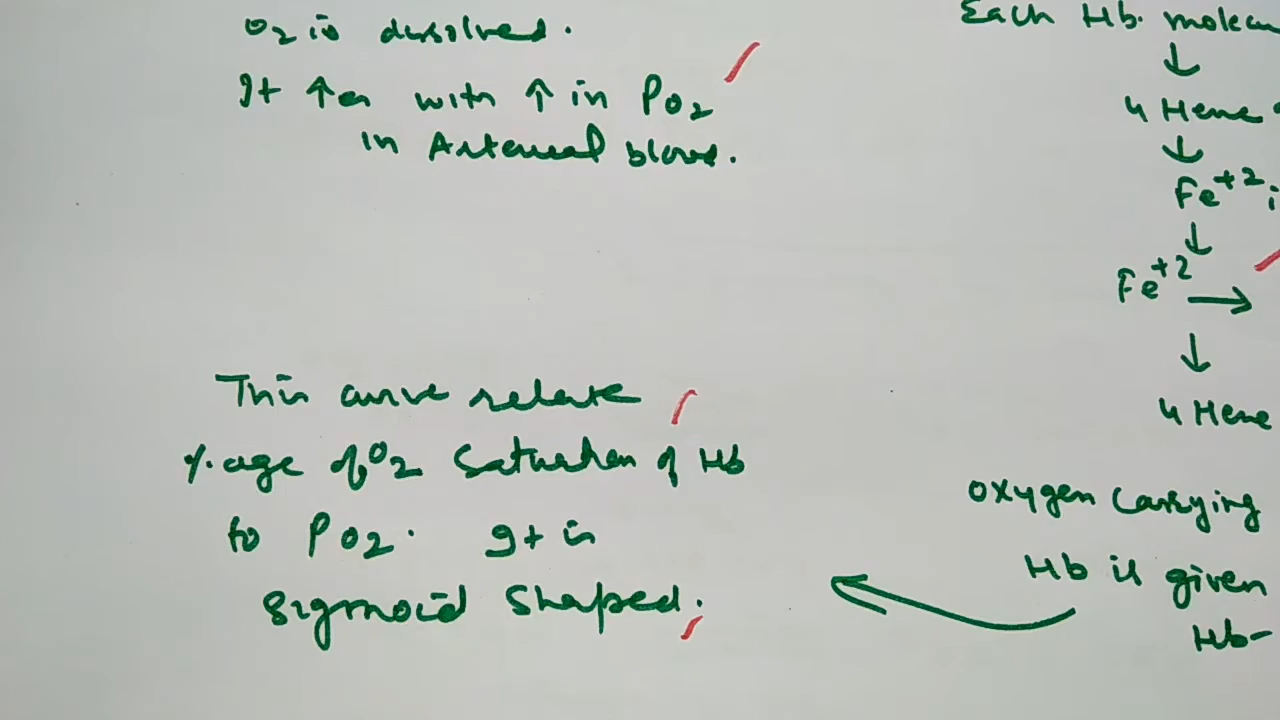 O2 is dissolved.
It ↑es with ↑ in PO2
in Arterial blood.
This curve relate
%age of O2 Saturation of Hb
to PO2. It is
Sigmoid Shaped.
Each Hb. molecu
↓
4 Heme
↓
Fe+2 i
↓
Fe+2 →
↓
4 Heme
Oxygen Carrying
Hb is given
Hb-